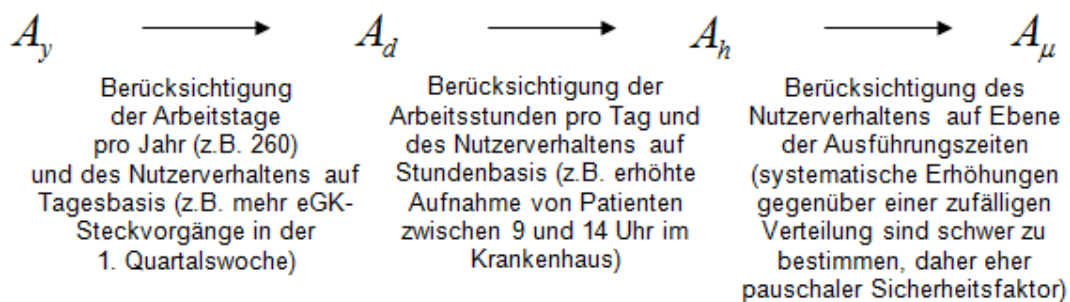 A_y → A_d → A_h → A_μ
Berücksichtigung
der Arbeitstage
pro Jahr (z.B. 260)
und des Nutzerverhaltens auf
Tagesbasis (z.B. mehr eGK-
Steckvorgänge in der
1. Quartalswoche)
Berücksichtigung der
Arbeitsstunden pro Tag und
des Nutzerverhaltens auf
Stundenbasis (z.B. erhöhte
Aufnahme von Patienten
zwischen 9 und 14 Uhr im
Krankenhaus)
Berücksichtigung des
Nutzerverhaltens auf Ebene
der Ausführungszeiten
(systematische Erhöhungen
gegenüber einer zufälligen
Verteilung sind schwer zu
bestimmen, daher eher
pauschaler Sicherheitsfaktor)